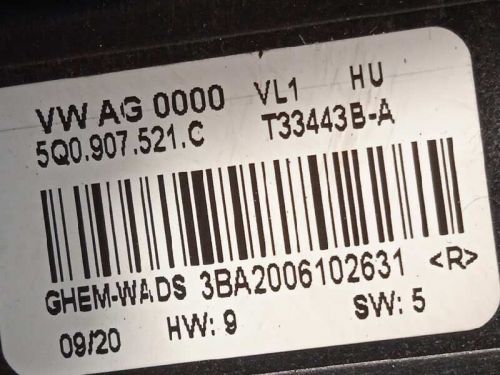 VW AG 0000 VL1 HU
5Q0.907.521.C T33443B-A
GHEM-WADS 3BA2006102631 <R>
09/20 HW: 9 SW: 5